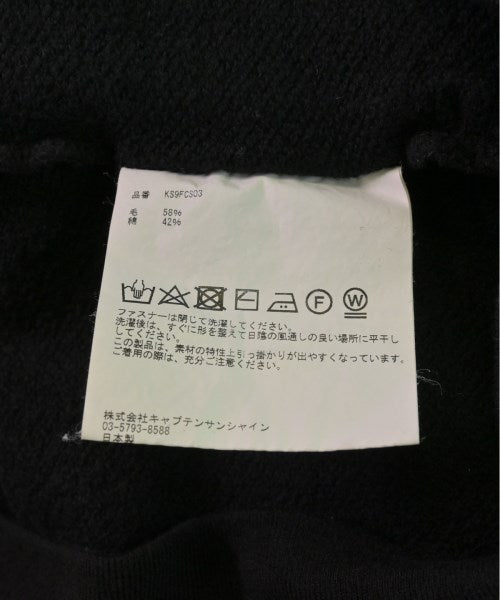 品番 KS9FCS03
毛 58%
綿 42%
F W
ファスナーは閉じて洗濯してください。
洗濯後は、すぐに形を整えて日陰の風通しの良い場所に平干し
してください。
この製品は、素材の特性上引っ掛かりが出やすくなっています。
ご着用の際は、充分ご注意ください。
株式会社キャプテンサンシャイン
03-5793-8588
日本製